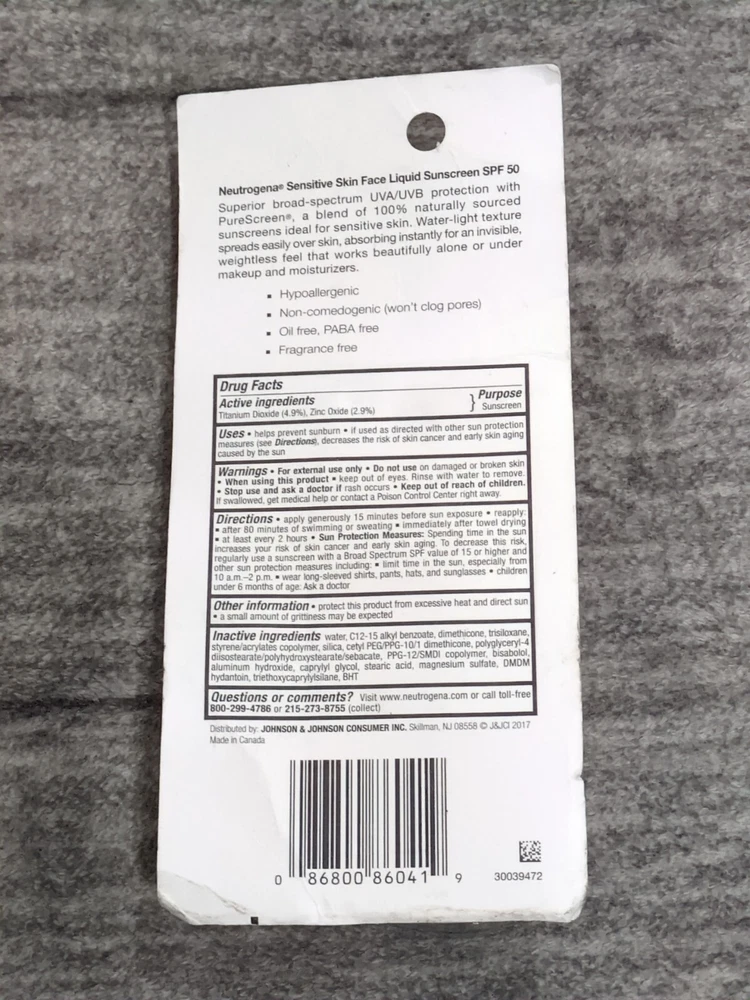 Neutrogena® Sensitive Skin Face Liquid Sunscreen SPF 50
Superior broad-spectrum UVA/UVB protection with
PureScreen®, a blend of 100% naturally sourced
sunscreens ideal for sensitive skin. Water-light texture
spreads easily over skin, absorbing instantly for an invisible,
weightless feel that works beautifully alone or under
makeup and moisturizers.
▪ Hypoallergenic
▪ Non-comedogenic (won't clog pores)
▪ Oil free, PABA free
▪ Fragrance free
Drug Facts
Active ingredients } Purpose
Titanium Dioxide (4.9%), Zinc Oxide (2.9%) Sunscreen
Uses ▪ helps prevent sunburn ▪ if used as directed with other sun protection
measures (see Directions), decreases the risk of skin cancer and early skin aging
caused by the sun
Warnings ▪ For external use only ▪ Do not use on damaged or broken skin
▪ When using this product ▪ keep out of eyes. Rinse with water to remove.
▪ Stop use and ask a doctor if rash occurs ▪ Keep out of reach of children.
If swallowed, get medical help or contact a Poison Control Center right away.
Directions ▪ apply generously 15 minutes before sun exposure ▪ reapply:
▪ after 80 minutes of swimming or sweating ▪ immediately after towel drying
▪ at least every 2 hours ▪ Sun Protection Measures: Spending time in the sun
increases your risk of skin cancer and early skin aging. To decrease this risk,
regularly use a sunscreen with a Broad Spectrum SPF value of 15 or higher and
other sun protection measures including: ▪ limit time in the sun, especially from
10 a.m.–2 p.m. ▪ wear long-sleeved shirts, pants, hats, and sunglasses ▪ children
under 6 months of age: Ask a doctor
Other information ▪ protect this product from excessive heat and direct sun
▪ a small amount of grittiness may be expected
Inactive ingredients water, C12-15 alkyl benzoate, dimethicone, trisiloxane,
styrene/acrylates copolymer, silica, cetyl PEG/PPG-10/1 dimethicone, polyglyceryl-4
diisostearate/polyhydroxystearate/sebacate, PPG-12/SMDI copolymer, bisabolol,
aluminum hydroxide, caprylyl glycol, stearic acid, magnesium sulfate, DMDM
hydantoin, triethoxycaprylylsilane, BHT
Questions or comments? Visit www.neutrogena.com or call toll-free
800-299-4786 or 215-273-8755 (collect)
Distributed by: JOHNSON & JOHNSON CONSUMER INC. Skillman, NJ 08558 © J&JCI 2017
Made in Canada
0 86800 86041 9
30039472